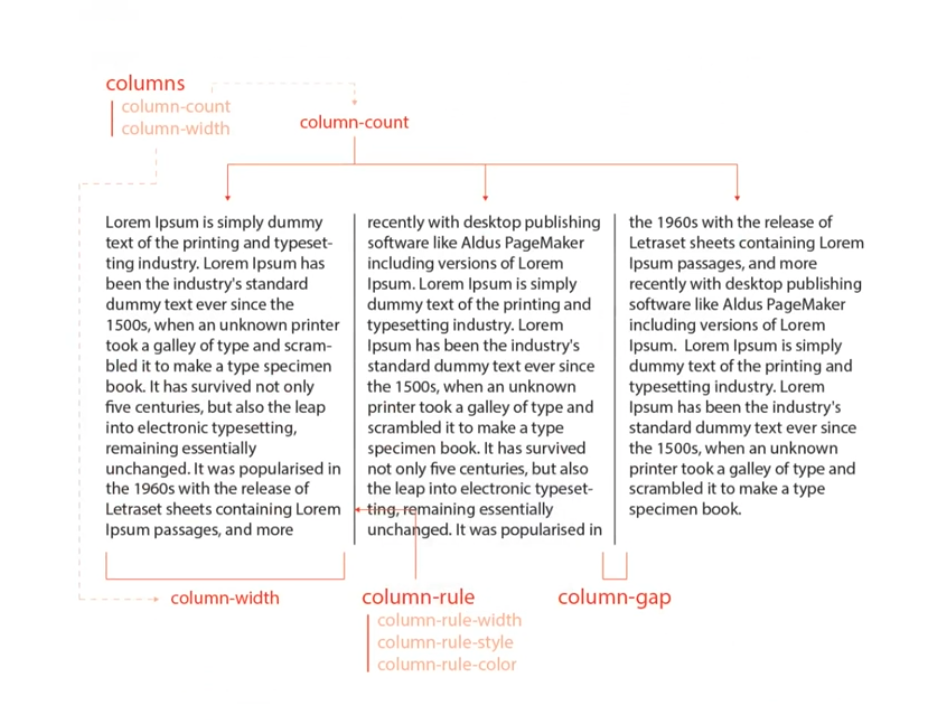 columns
column-count
column-width
column-count
Lorem Ipsum is simply dummy
text of the printing and typeset-
ting industry. Lorem Ipsum has
been the industry's standard
dummy text ever since the
1500s, when an unknown printer
took a galley of type and scram-
bled it to make a type specimen
book. It has survived not only
five centuries, but also the leap
into electronic typesetting,
remaining essentially
unchanged. It was popularised in
the 1960s with the release of
Letraset sheets containing Lorem
Ipsum passages, and more
recently with desktop publishing
software like Aldus PageMaker
including versions of Lorem
Ipsum. Lorem Ipsum is simply
dummy text of the printing and
typesetting industry. Lorem
Ipsum has been the industry's
standard dummy text ever since
the 1500s, when an unknown
printer took a galley of type and
scrambled it to make a type
specimen book. It has survived
not only five centuries, but also
the leap into electronic typeset-
ting, remaining essentially
unchanged. It was popularised in
the 1960s with the release of
Letraset sheets containing Lorem
Ipsum passages, and more
recently with desktop publishing
software like Aldus PageMaker
including versions of Lorem
Ipsum.  Lorem Ipsum is simply
dummy text of the printing and
typesetting industry. Lorem
Ipsum has been the industry's
standard dummy text ever since
the 1500s, when an unknown
printer took a galley of type and
scrambled it to make a type
specimen book.
column-width
column-rule
column-rule-width
column-rule-style
column-rule-color
column-gap